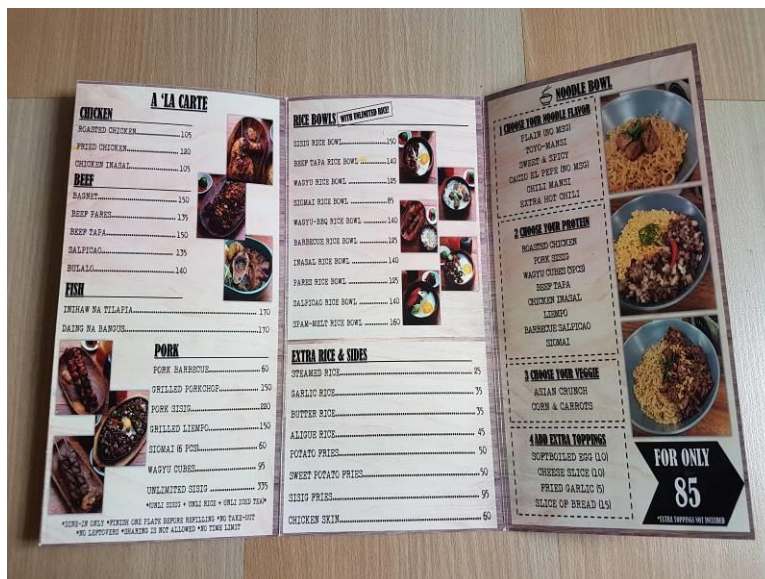 A 'LA CARTE
CHICKEN
ROASTED CHICKEN 105
FRIED CHICKEN 120
CHICKEN INASAL 105
BEEF
BAGNET 150
BEEF PARES 135
BEEF TAPA 150
SALPICAO 135
BULALO 140
FISH
INIHAW NA TILAPIA 170
DAING NA BANGUS 170
PORK
PORK BARBECUE 60
GRILLED PORKCHOP 150
PORK SISIG 220
GRILLED LIEMPO 150
SIOMAI (6 PCS) 60
WAGYU CUBES 95
UNLIMITED SISIG 335
*UNLI SISIG + UNLI RICE + UNLI ICED TEA*
*DINE-IN ONLY *FINISH ONE PLATE BEFORE REFILLING *NO TAKE-OUT
*NO LEFTOVERS *SHARING IS NOT ALLOWED *NO TIME LIMIT
RICE BOWLS WITH UNLIMITED RICE!
SISIG RICE BOWL 130
BEEF TAPA RICE BOWL 140
WAGYU RICE BOWL 125
SIOMAI RICE BOWL 85
WAGYU-BBQ RICE BOWL 140
BARBECUE RICE BOWL 125
INASAL RICE BOWL 140
PARES RICE BOWL 125
SALPICAO RICE BOWL 140
SPAM-MELT RICE BOWL 160
EXTRA RICE & SIDES
STEAMED RICE 25
GARLIC RICE 35
BUTTER RICE 35
ALIGUE RICE 45
POTATO FRIES 50
SWEET POTATO FRIES 50
SISIG FRIES 95
CHICKEN SKIN 60
NOODLE BOWL
1 CHOOSE YOUR NOODLE FLAVOR
PLAIN (NO MSG)
TOYO-MANSI
SWEET & SPICY
CACIO EL PEPE (NO MSG)
CHILI MANSI
EXTRA HOT CHILI
2 CHOOSE YOUR PROTEIN
ROASTED CHICKEN
PORK SISIG
WAGYU CUBES (3PCS)
BEEF TAPA
CHICKEN INASAL
LIEMPO
BARBECUE SALPICAO
SIOMAI
3 CHOOSE YOUR VEGGIE
ASIAN CRUNCH
CORN & CARROTS
4 ADD EXTRA TOPPINGS
SOFTBOILED EGG (10)
CHEESE SLICE (10)
FRIED GARLIC (5)
SLICE OF BREAD (15)
FOR ONLY
85
*EXTRA TOPPINGS NOT INCLUDED